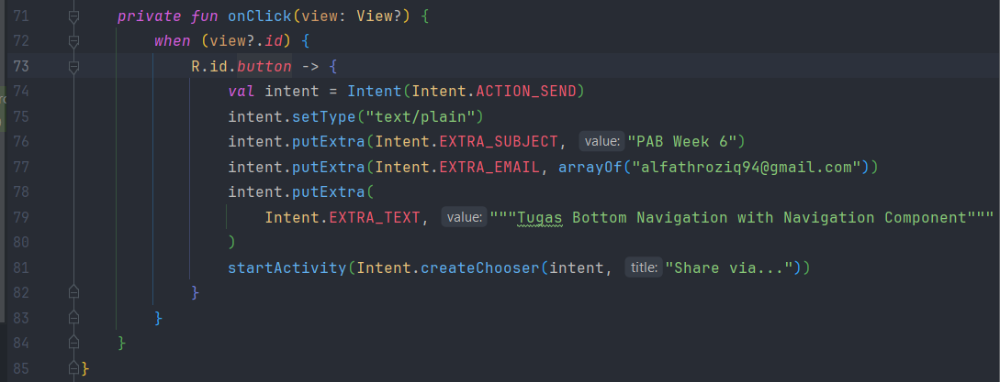 71 private fun onClick(view: View?) {
72 when (view?.id) {
73 R.id.button -> {
74 val intent = Intent(Intent.ACTION_SEND)
75 intent.setType("text/plain")
76 intent.putExtra(Intent.EXTRA_SUBJECT, value: "PAB Week 6")
77 intent.putExtra(Intent.EXTRA_EMAIL, arrayOf("alfathroziq94@gmail.com"))
78 intent.putExtra(
79 Intent.EXTRA_TEXT, value: """Tugas Bottom Navigation with Navigation Component"""
80 )
81 startActivity(Intent.createChooser(intent, title: "Share via..."))
82 }
83 }
84 }
85 }